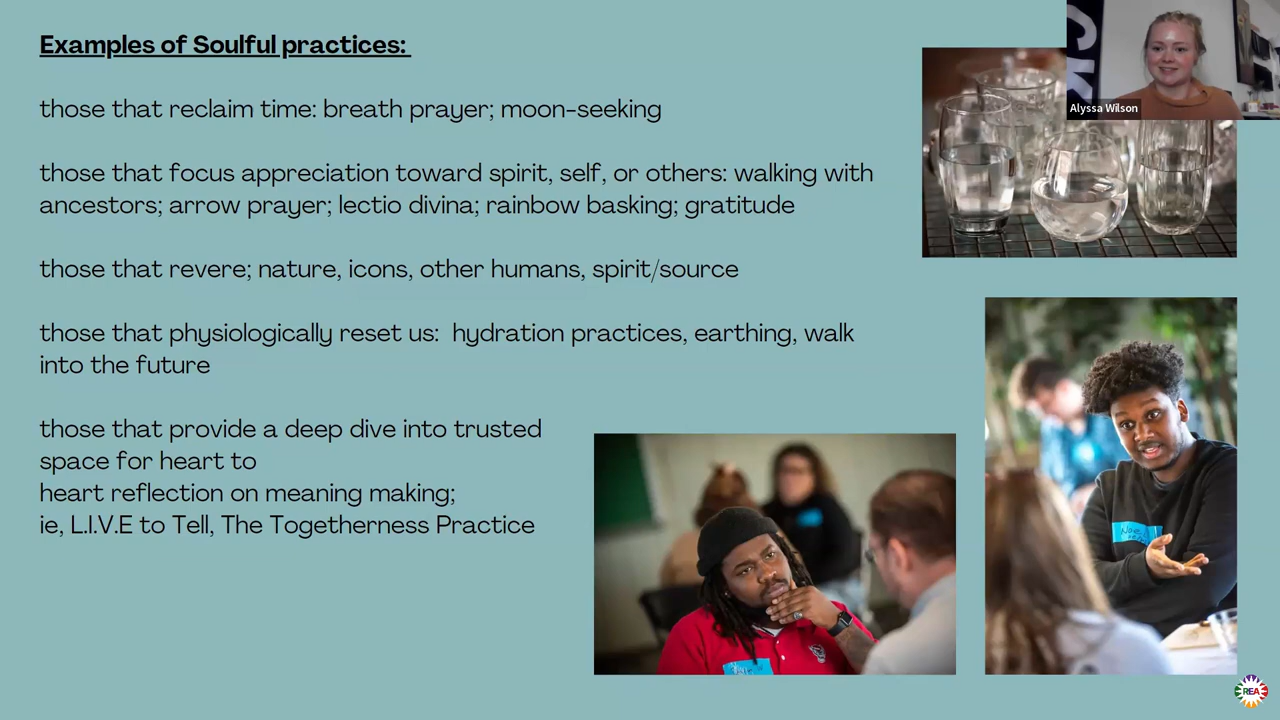 Examples of Soulful practices:
those that reclaim time: breath prayer; moon-seeking
those that focus appreciation toward spirit, self, or others: walking with
ancestors; arrow prayer; lectio divina; rainbow basking; gratitude
those that revere; nature, icons, other humans, spirit/source
those that physiologically reset us:  hydration practices, earthing, walk
into the future
those that provide a deep dive into trusted
space for heart to
heart reflection on meaning making;
ie, L.I.V.E to Tell, The Togetherness Practice
Alyssa Wilson
REA